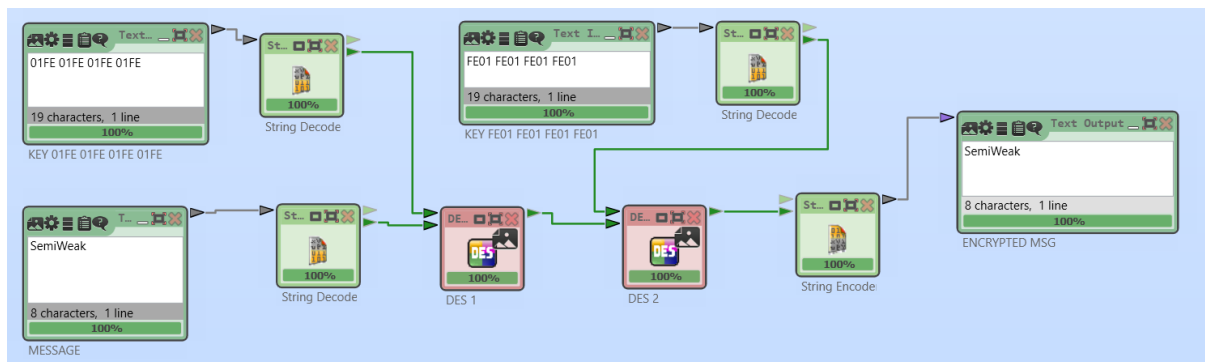 Text...
01FE 01FE 01FE 01FE
19 characters, 1 line
100%
KEY 01FE 01FE 01FE 01FE
St...
100%
String Decode
Text I...
FE01 FE01 FE01 FE01
19 characters, 1 line
100%
KEY FE01 FE01 FE01 FE01
St...
100%
String Decode
T...
SemiWeak
8 characters, 1 line
100%
MESSAGE
St...
100%
String Decode
DE...
DES
100%
DES 1
DE...
DES
100%
DES 2
St...
100%
String Encode
Text Output
SemiWeak
8 characters, 1 line
100%
ENCRYPTED MSG